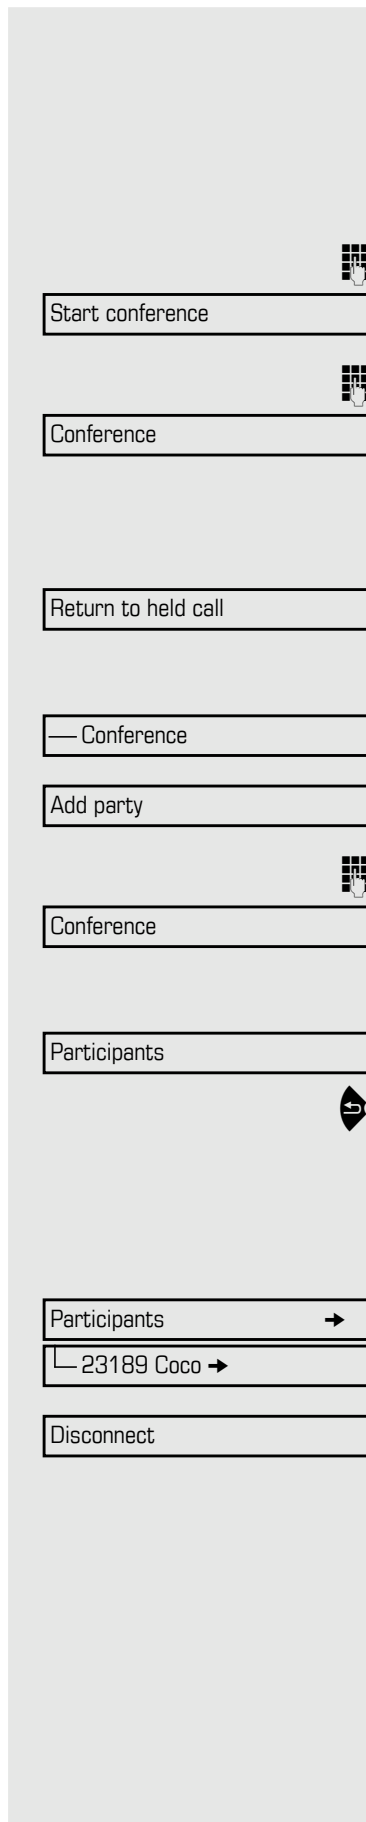 Start conference
Conference
Return to held call
Conference
Add party
Conference
Participants
Participants →
23189 Coco →
Disconnect